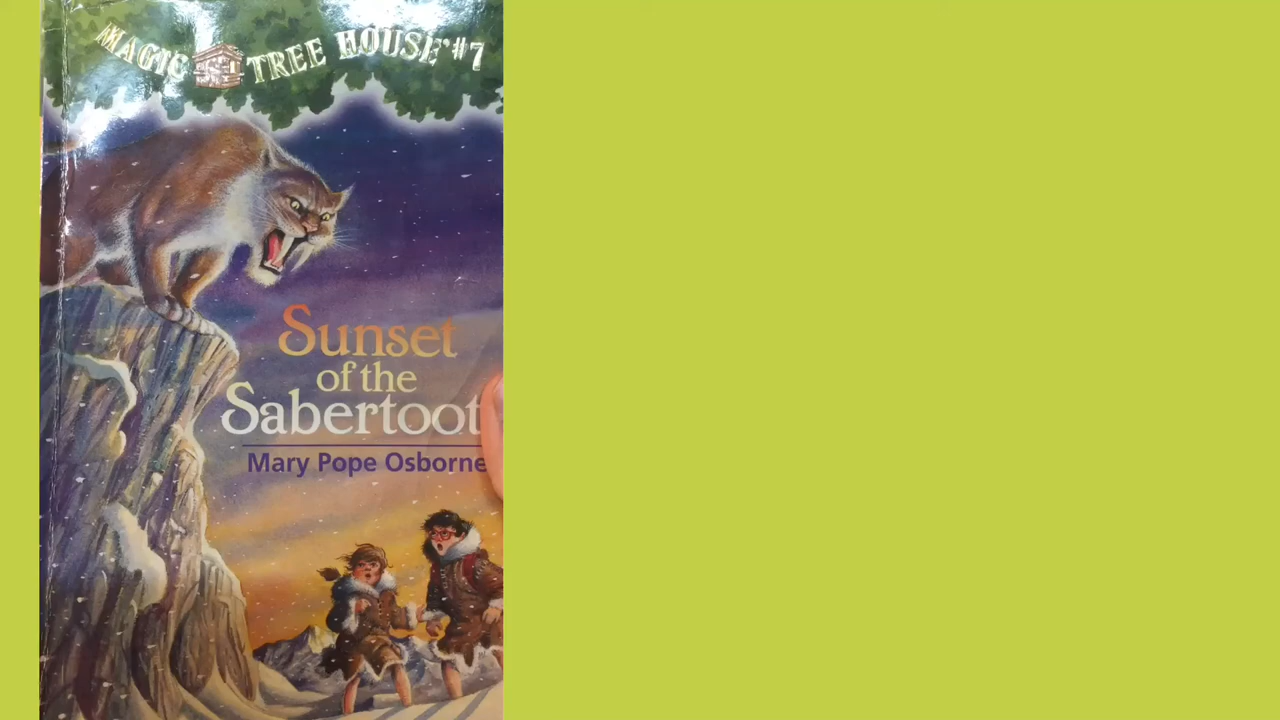 MAGIC TREE HOUSE® #7
Sunset
of the
Sabertoot
Mary Pope Osborne